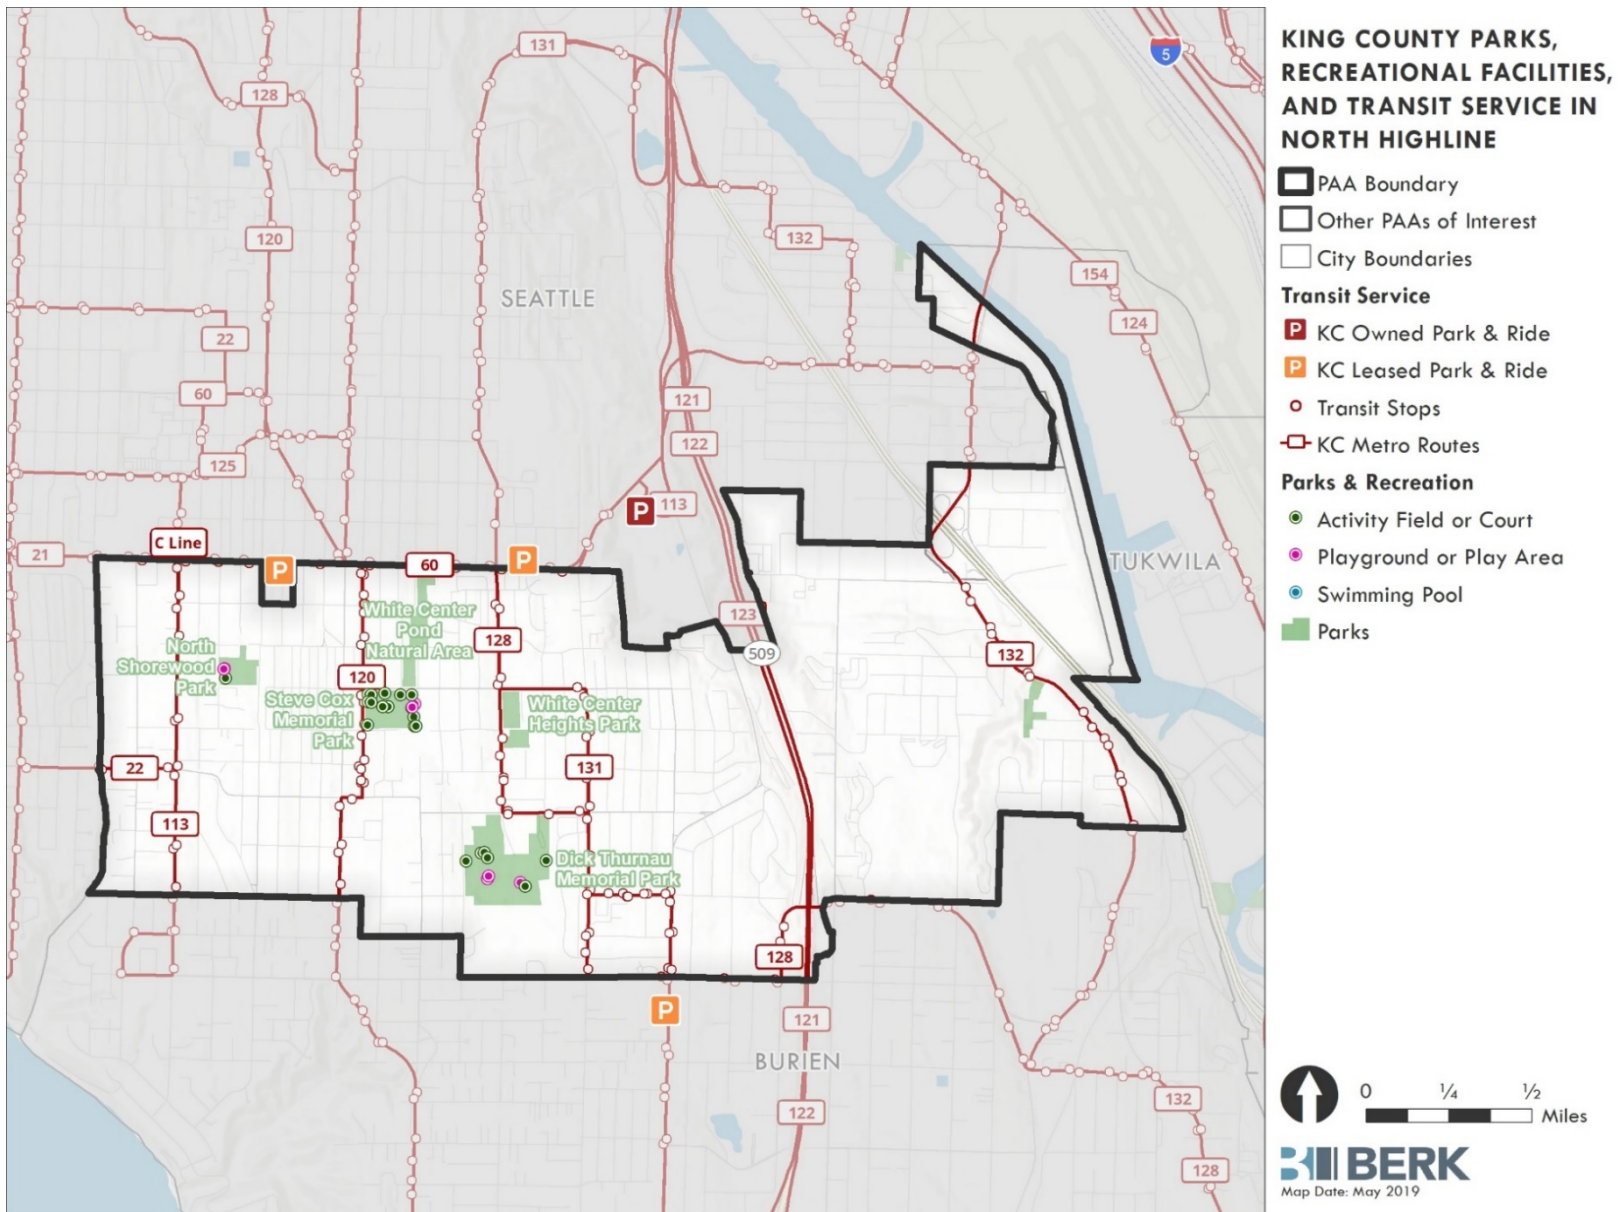 131
5
128
120
132
154
SEATTLE
124
22
60
121
122
125
P
113
C Line
21
P
60
P
TUKWILA
White Center
Pond
Natural Area
123
128
North
Shorewood
Park
509
132
120
Steve Cox
Memorial
Park
White Center
Heights Park
22
131
113
Dick Thurnau
Memorial Park
128
P
121
BURIEN
122
132
128
KING COUNTY PARKS,
RECREATIONAL FACILITIES,
AND TRANSIT SERVICE IN
NORTH HIGHLINE
PAA Boundary
Other PAAs of Interest
City Boundaries
Transit Service
P KC Owned Park & Ride
P KC Leased Park & Ride
Transit Stops
KC Metro Routes
Parks & Recreation
Activity Field or Court
Playground or Play Area
Swimming Pool
Parks
0 ¼ ½
Miles
BERK
Map Date: May 2019